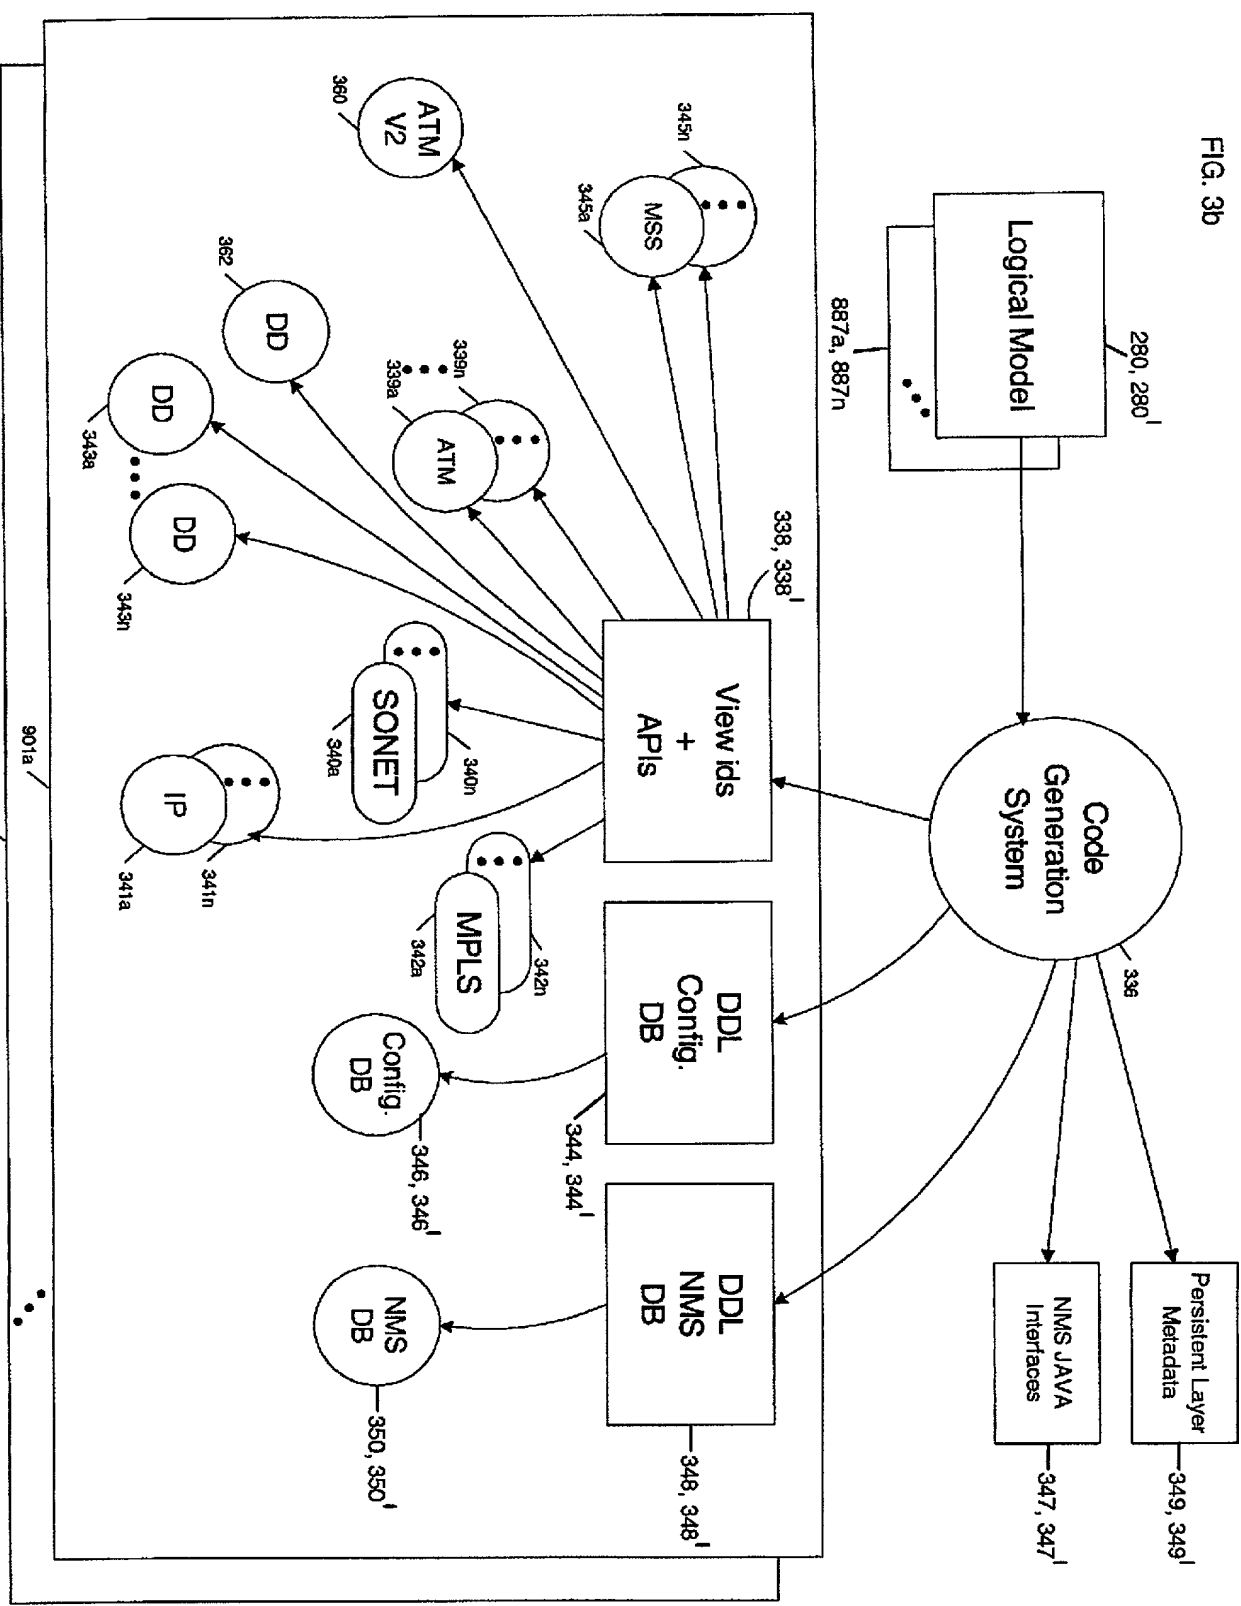 FIG. 3b
Logical Model
280, 280'
887a, 887n
Code
Generation
System
336
Persistent Layer
Metadata
349, 349'
NMS JAVA
Interfaces
347, 347'
338, 338'
View ids
+
APIs
DDL
Config.
DB
344, 344'
DDL
NMS
DB
348, 348'
345n
MSS
345a
ATM
V2
360
339n
339a
ATM
362
DD
DD
343a
DD
343n
SONET
340n
340a
IP
341n
341a
MPLS
342n
342a
Config.
DB
346, 346'
NMS
DB
350, 350'
901a